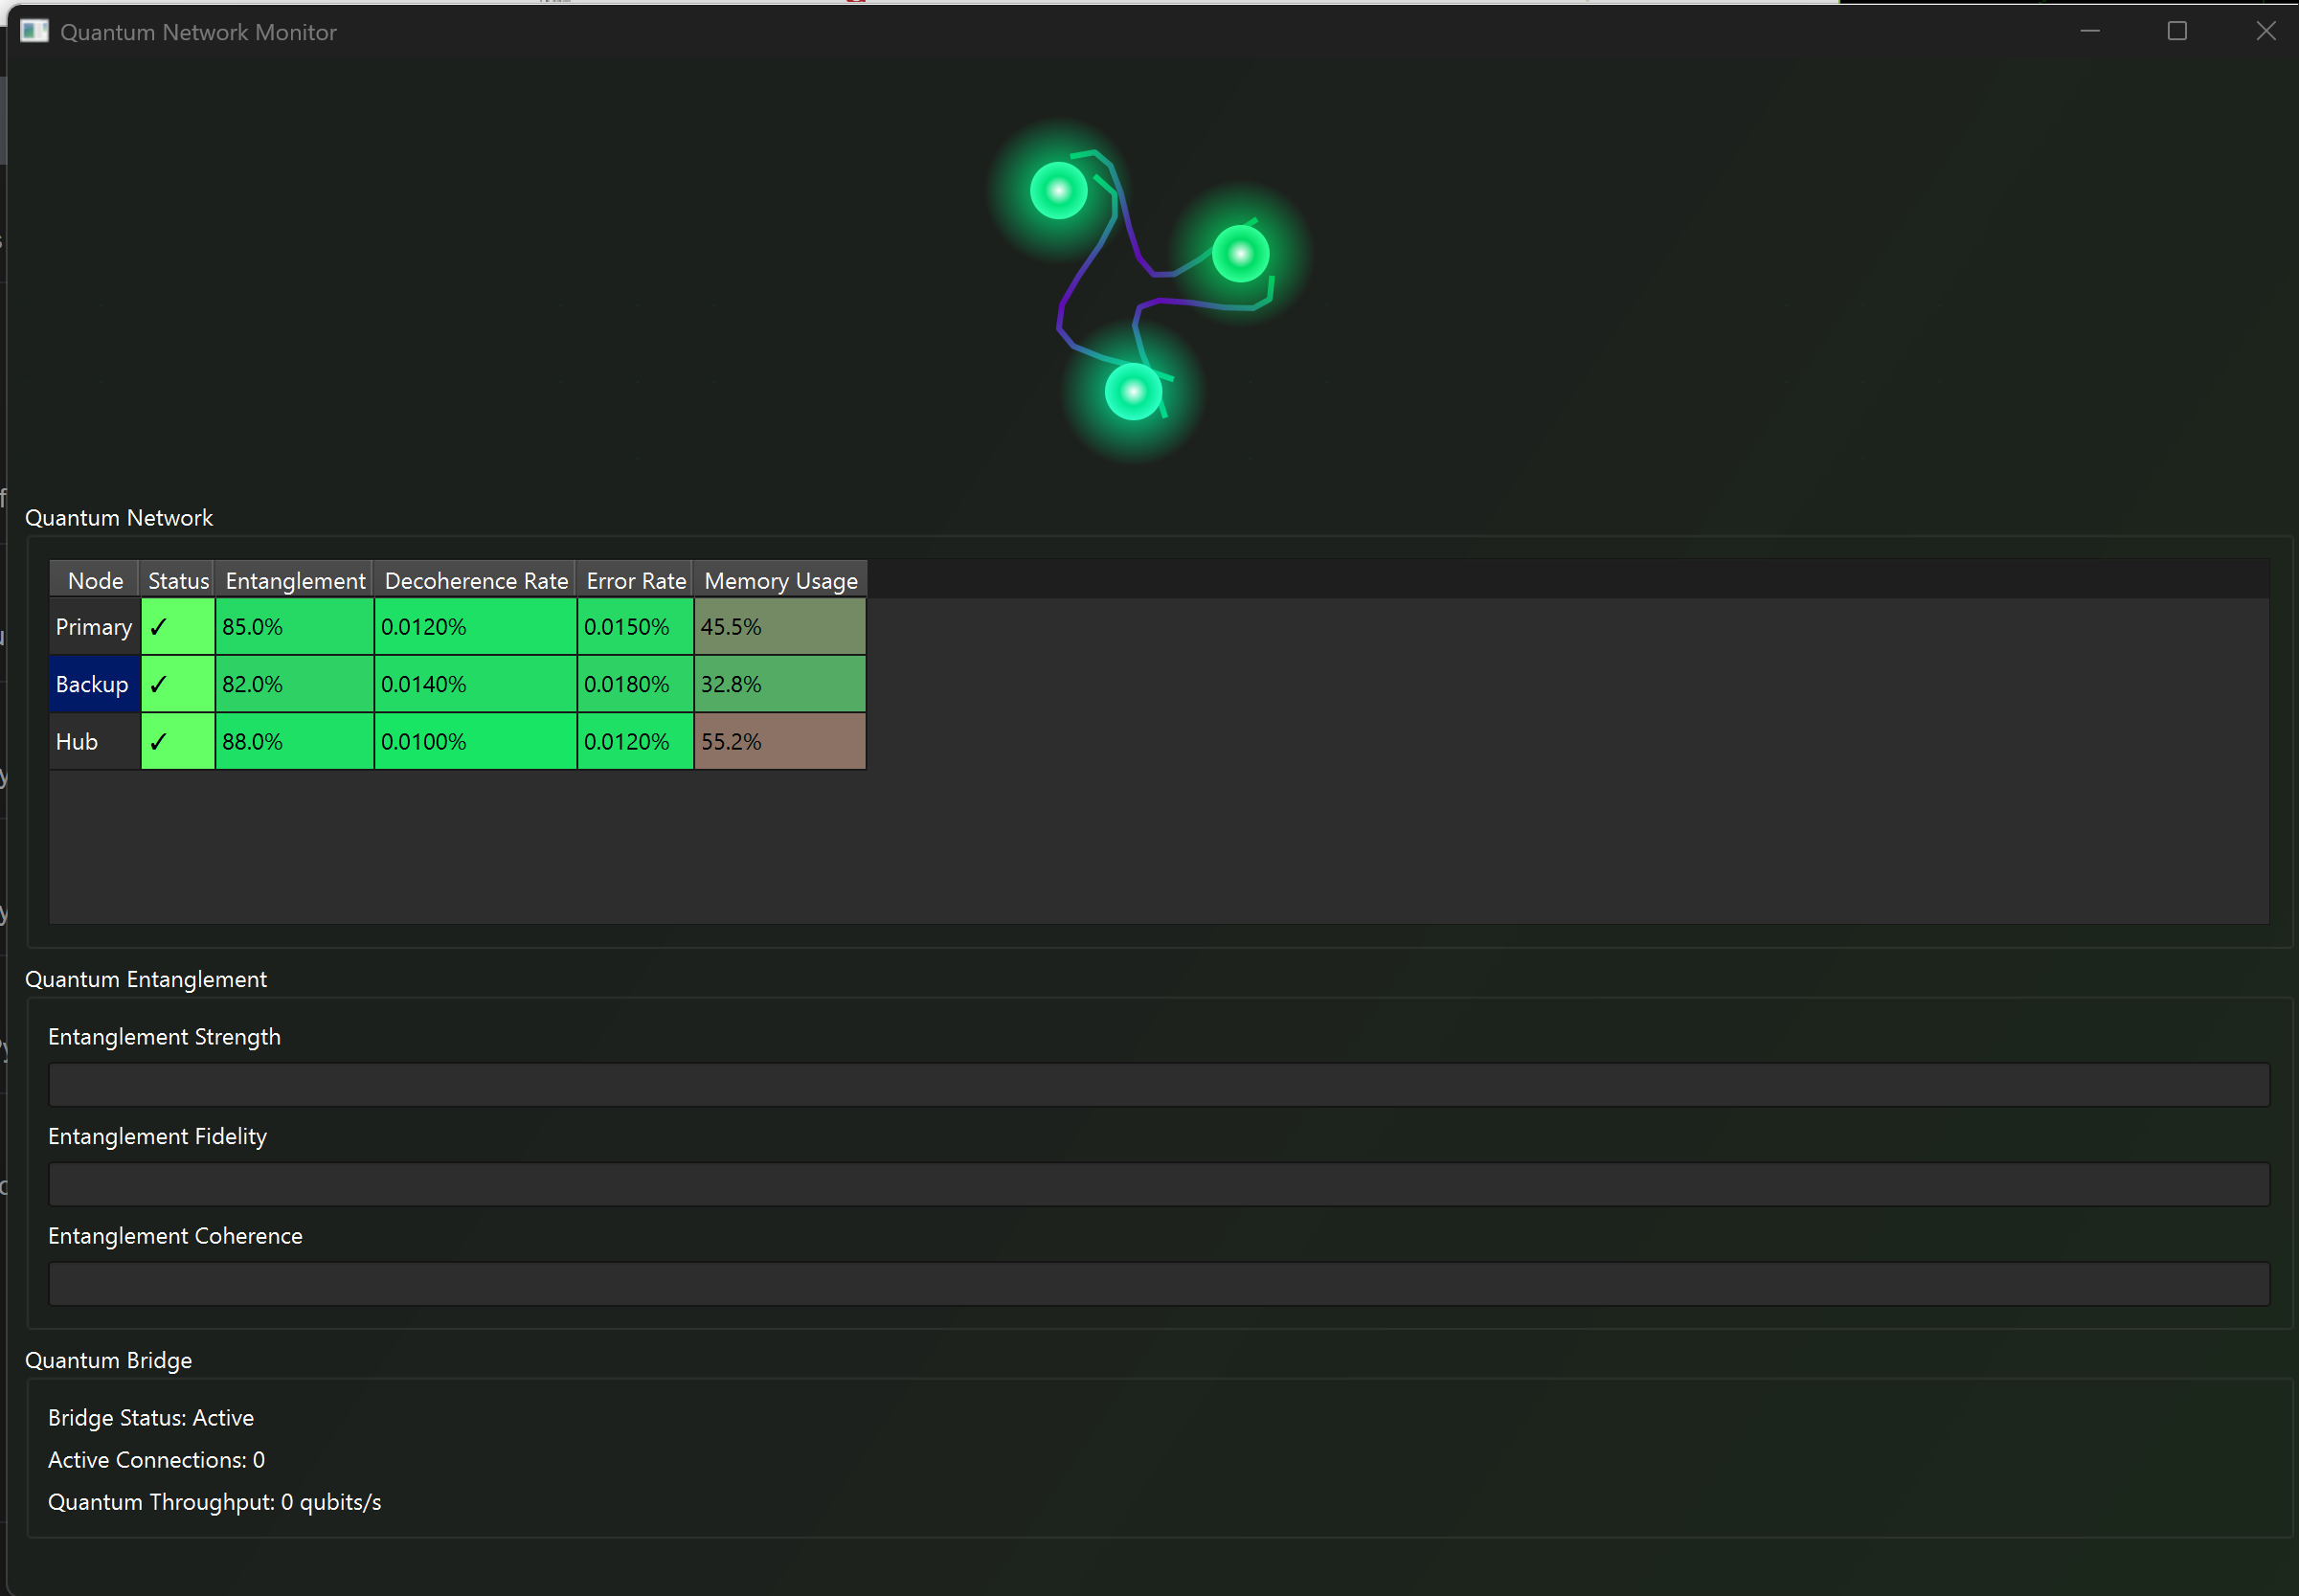 Quantum Network Monitor
Quantum Network
Node Status Entanglement Decoherence Rate Error Rate Memory Usage
Primary ✓ 85.0% 0.0120% 0.0150% 45.5%
Backup ✓ 82.0% 0.0140% 0.0180% 32.8%
Hub ✓ 88.0% 0.0100% 0.0120% 55.2%
Quantum Entanglement
Entanglement Strength
Entanglement Fidelity
Entanglement Coherence
Quantum Bridge
Bridge Status: Active
Active Connections: 0
Quantum Throughput: 0 qubits/s